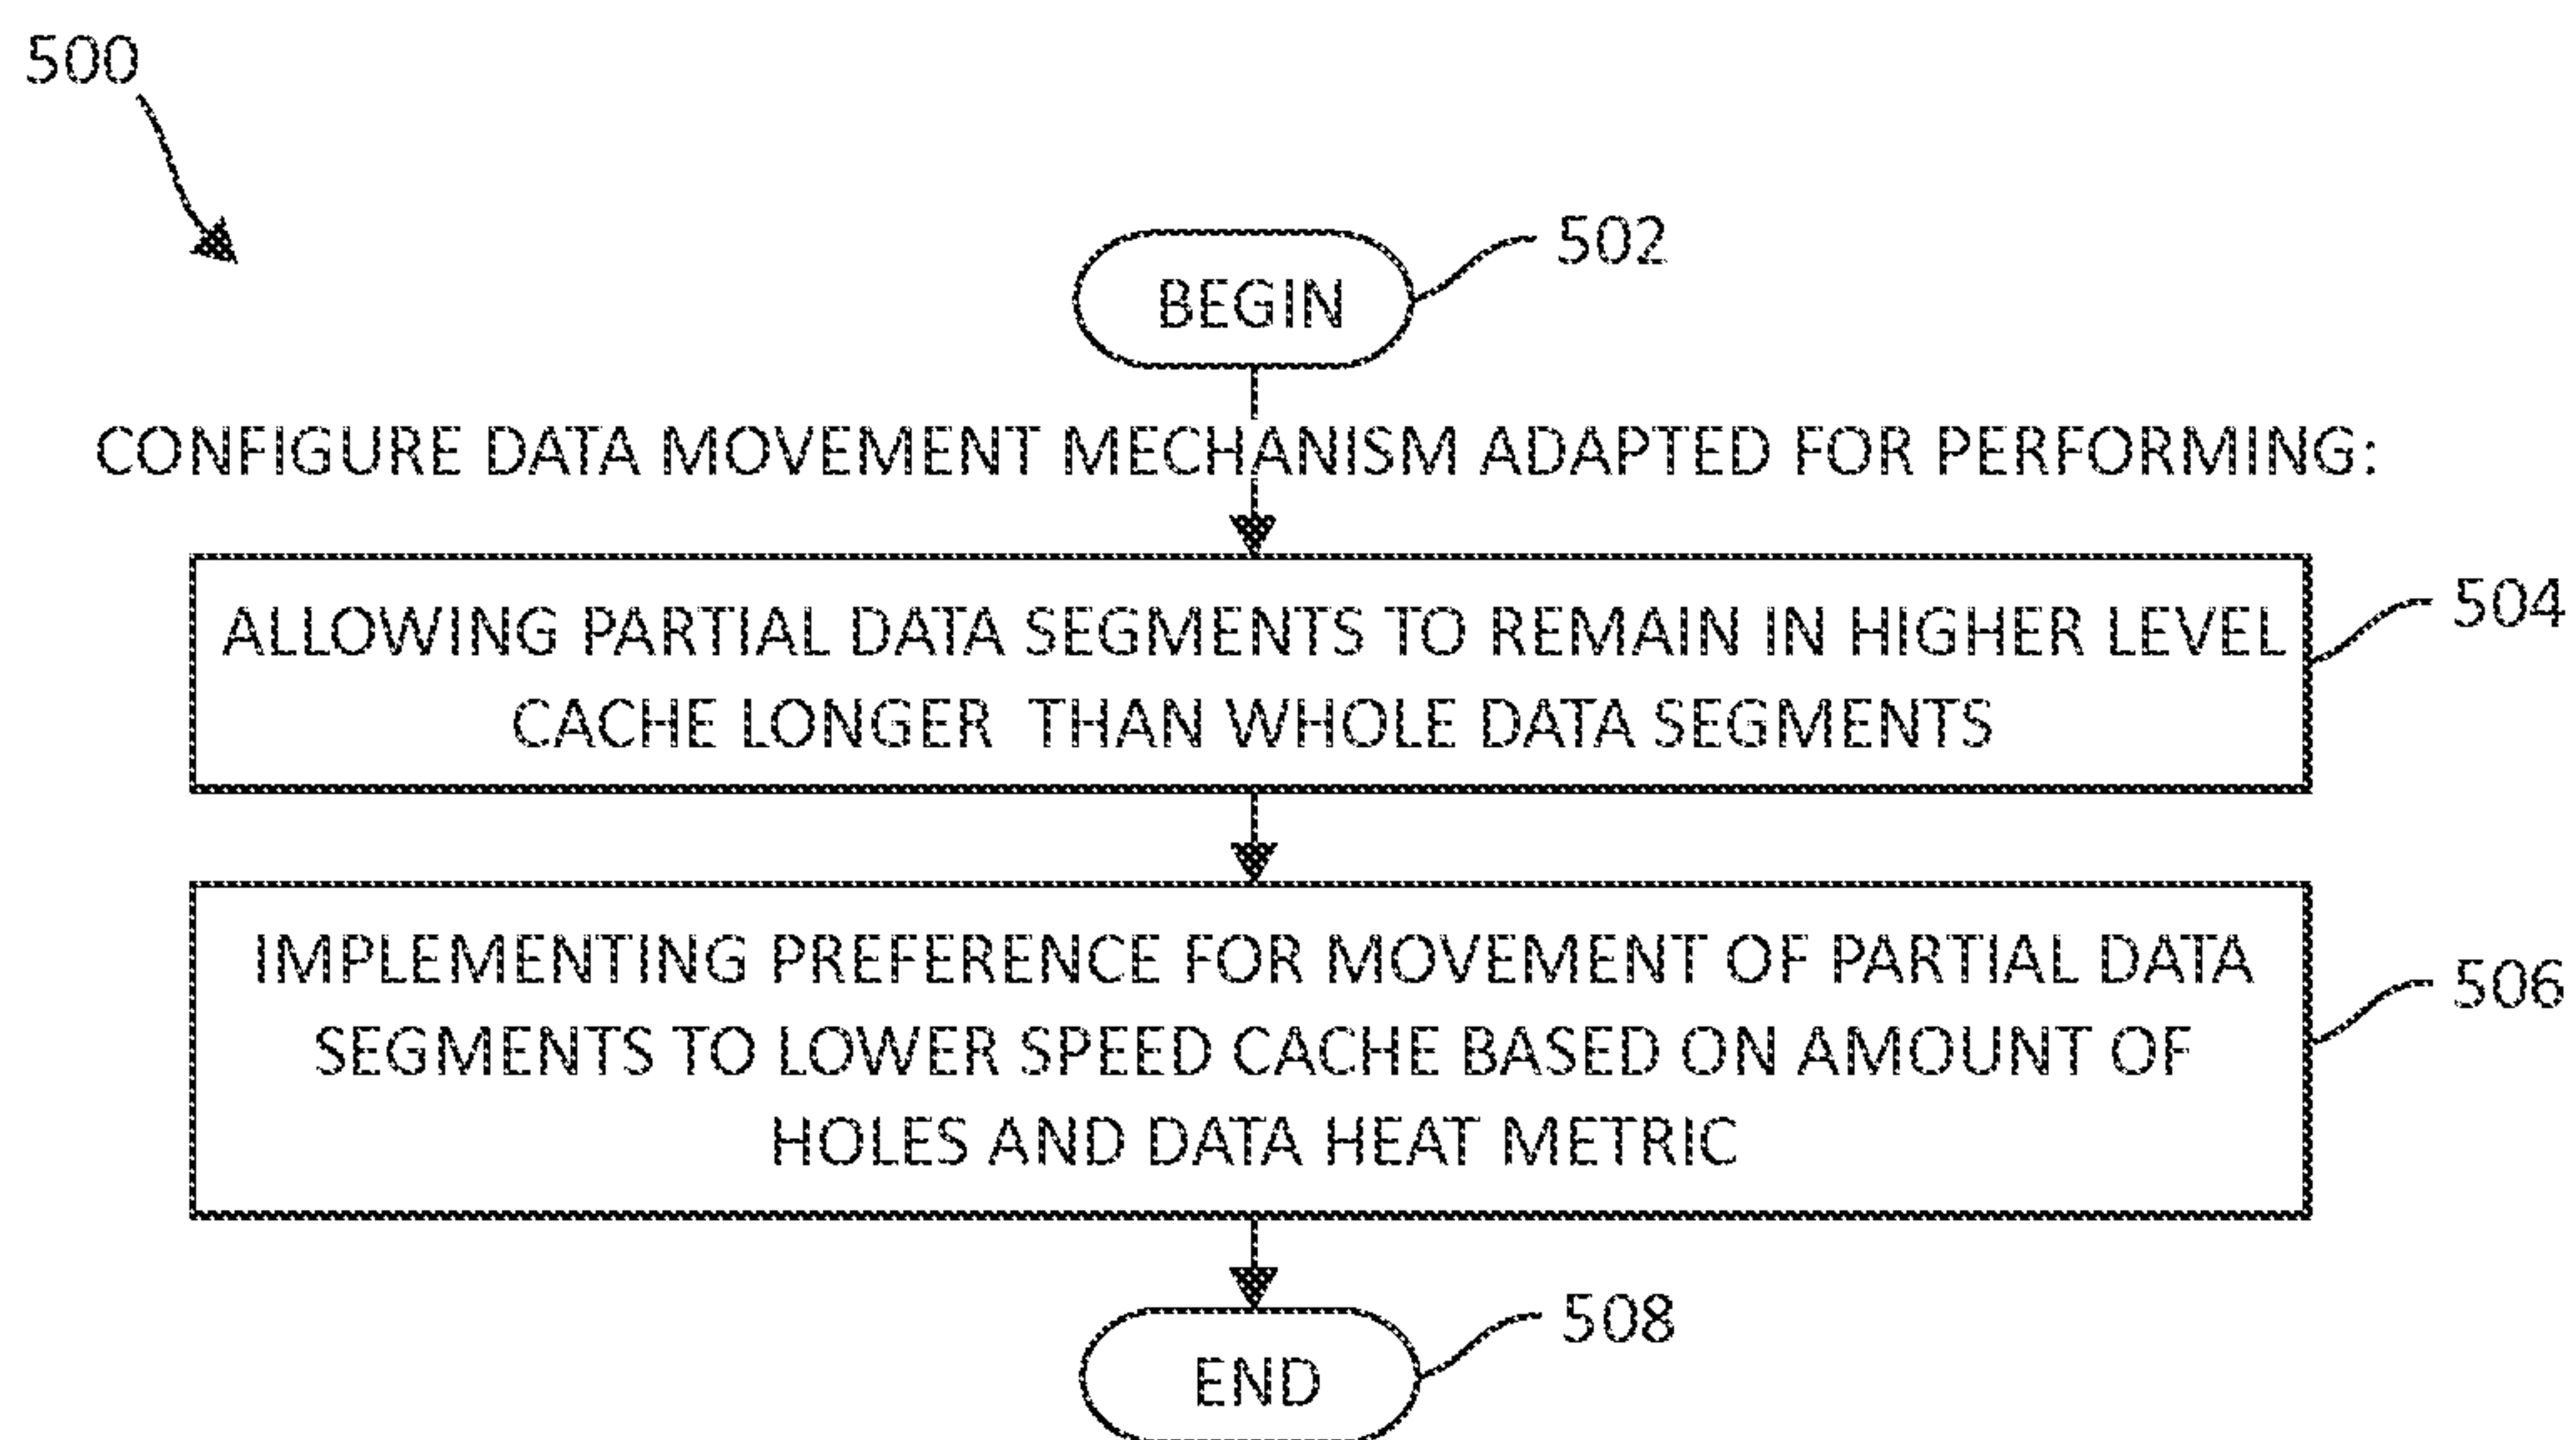 500
502
BEGIN
CONFIGURE DATA MOVEMENT MECHANISM ADAPTED FOR PERFORMING:
504
ALLOWING PARTIAL DATA SEGMENTS TO REMAIN IN HIGHER LEVEL
CACHE LONGER THAN WHOLE DATA SEGMENTS
506
IMPLEMENTING PREFERENCE FOR MOVEMENT OF PARTIAL DATA
SEGMENTS TO LOWER SPEED CACHE BASED ON AMOUNT OF
HOLES AND DATA HEAT METRIC
508
END